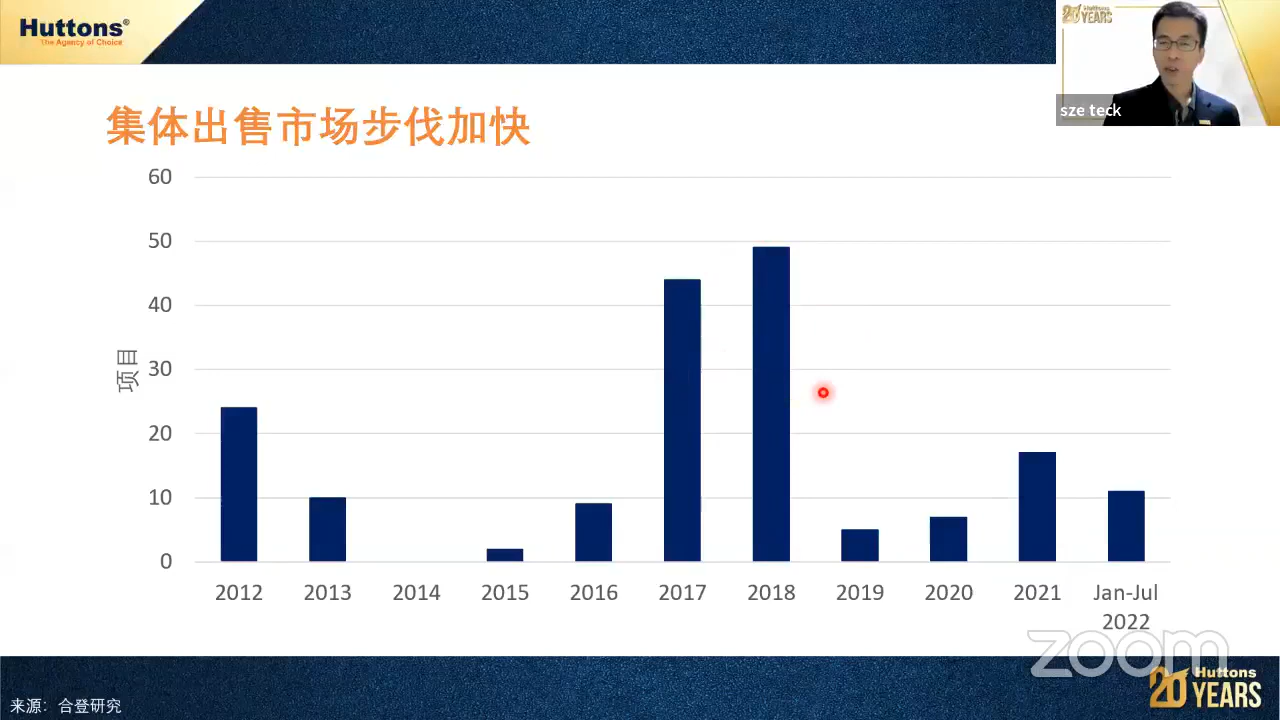 Huttons®
The Agency of Choice
20 Huttons
YEARS
sze teck
集体出售市场步伐加快
60
50
40
30
20
10
0
项目
2012 2013 2014 2015 2016 2017 2018 2019 2020 2021 Jan-Jul
2022
zoom
Huttons
20 YEARS
来源：合登研究